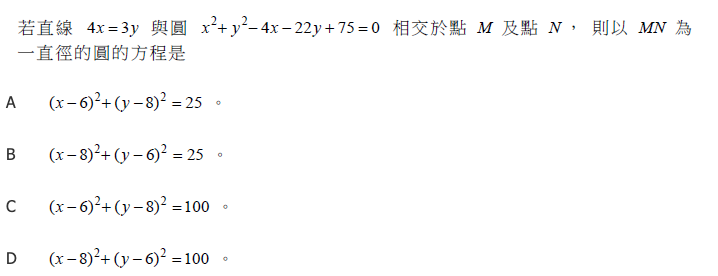 若直線 4x=3y 與圓 x²+y²−4x−22y+75=0 相交於點 M 及點 N ， 則以 MN 為
一直徑的圓的方程是
A (x−6)²+(y−8)²=25 。
B (x−8)²+(y−6)²=25 。
C (x−6)²+(y−8)²=100 。
D (x−8)²+(y−6)²=100 。